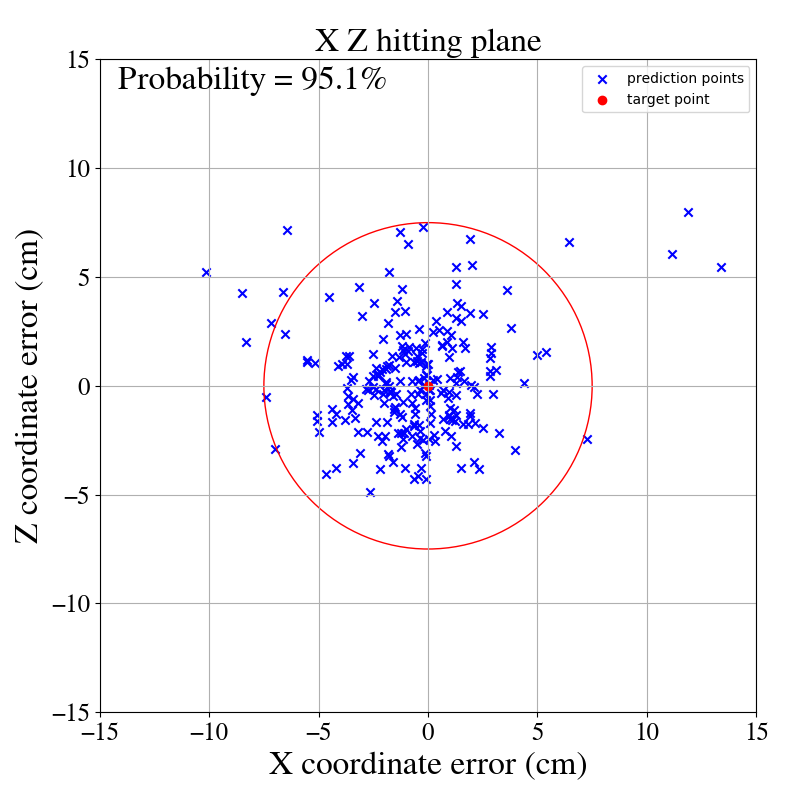 X Z hitting plane
Probability = 95.1%
prediction points
target point
Z coordinate error (cm)
15
10
5
0
−5
−10
−15
−15 −10 −5 0 5 10 15
X coordinate error (cm)